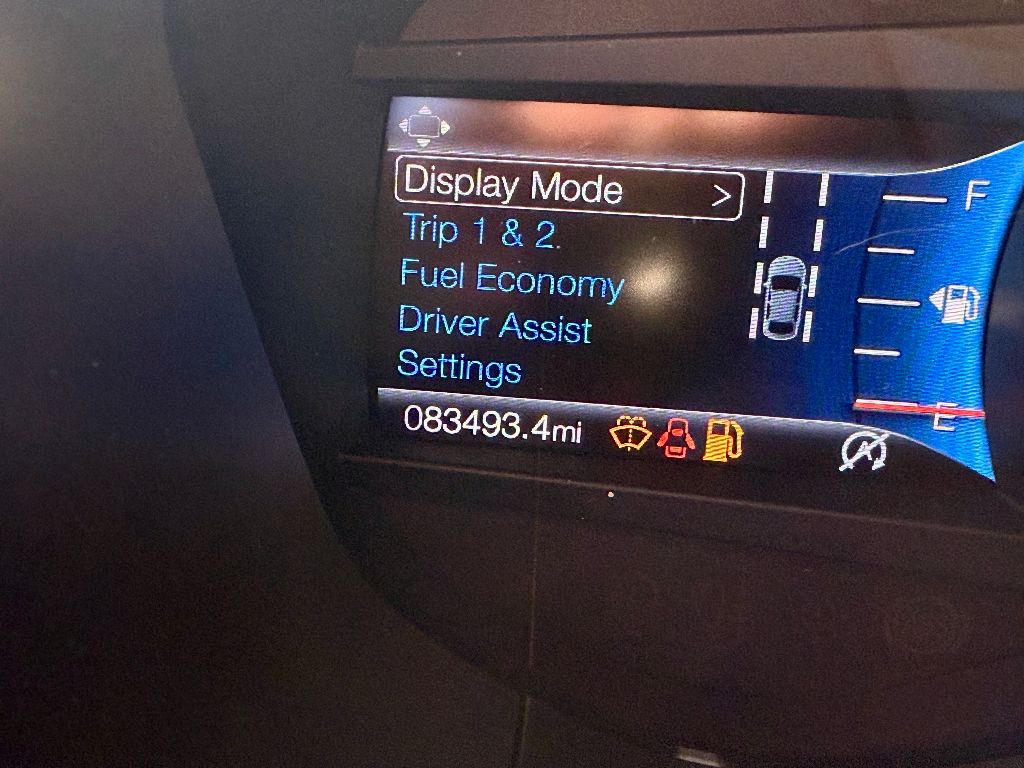 Display Mode >
Trip 1 & 2
Fuel Economy
Driver Assist
Settings
083493.4mi
F
E